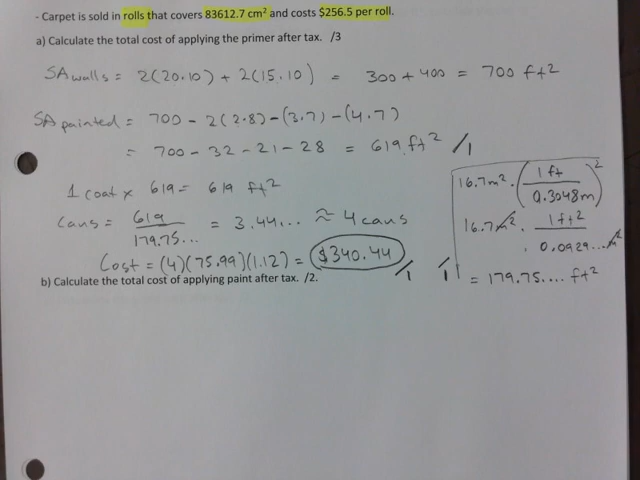 - Carpet is sold in rolls that covers 83612.7 cm² and costs $256.5 per roll.
a) Calculate the total cost of applying the primer after tax. /3
SA walls = 2(20.10) + 2(15.10) = 300 + 400 = 700 ft²
SA painted = 700 - 2(2.8) - (3.7) - (4.7)
= 700 - 32 - 21 - 28 = 619 ft² /1
1 coat x 619 = 619 ft²
Cans = 619/179.75... = 3.44... ≈ 4 cans
Cost = (4)(75.99)(1.12) = $340.44 /1
16.7m² · (1 ft / 0.3048m)²
16.7m² · 1ft² / 0.0929...m²
/1 = 179.75.... ft²
b) Calculate the total cost of applying paint after tax. /2.